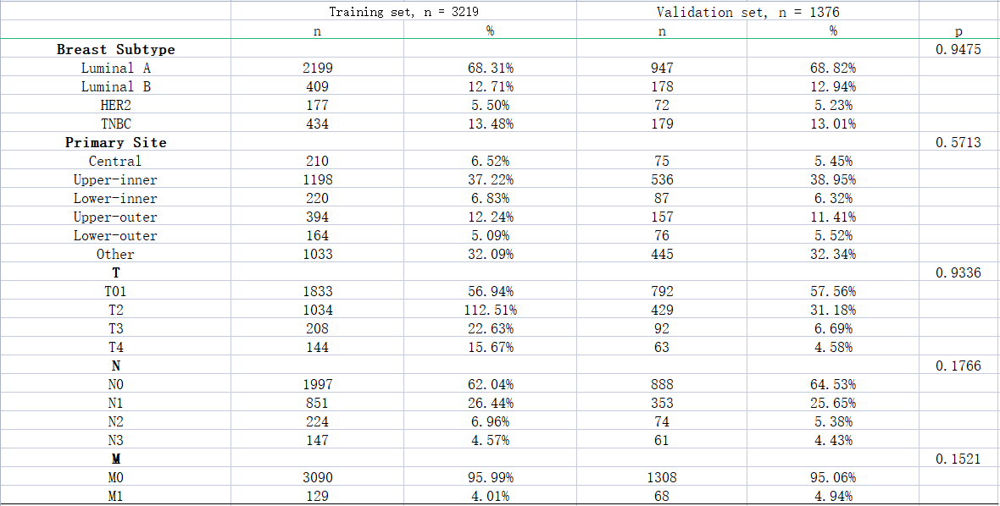 Training set, n = 3219 Validation set, n = 1376
n % n % p
Breast Subtype 0.9475
Luminal A 2199 68.31% 947 68.82%
Luminal B 409 12.71% 178 12.94%
HER2 177 5.50% 72 5.23%
TNBC 434 13.48% 179 13.01%
Primary Site 0.5713
Central 210 6.52% 75 5.45%
Upper-inner 1198 37.22% 536 38.95%
Lower-inner 220 6.83% 87 6.32%
Upper-outer 394 12.24% 157 11.41%
Lower-outer 164 5.09% 76 5.52%
Other 1033 32.09% 445 32.34%
T 0.9336
T01 1833 56.94% 792 57.56%
T2 1034 112.51% 429 31.18%
T3 208 22.63% 92 6.69%
T4 144 15.67% 63 4.58%
N 0.1766
N0 1997 62.04% 888 64.53%
N1 851 26.44% 353 25.65%
N2 224 6.96% 74 5.38%
N3 147 4.57% 61 4.43%
M 0.1521
M0 3090 95.99% 1308 95.06%
M1 129 4.01% 68 4.94%